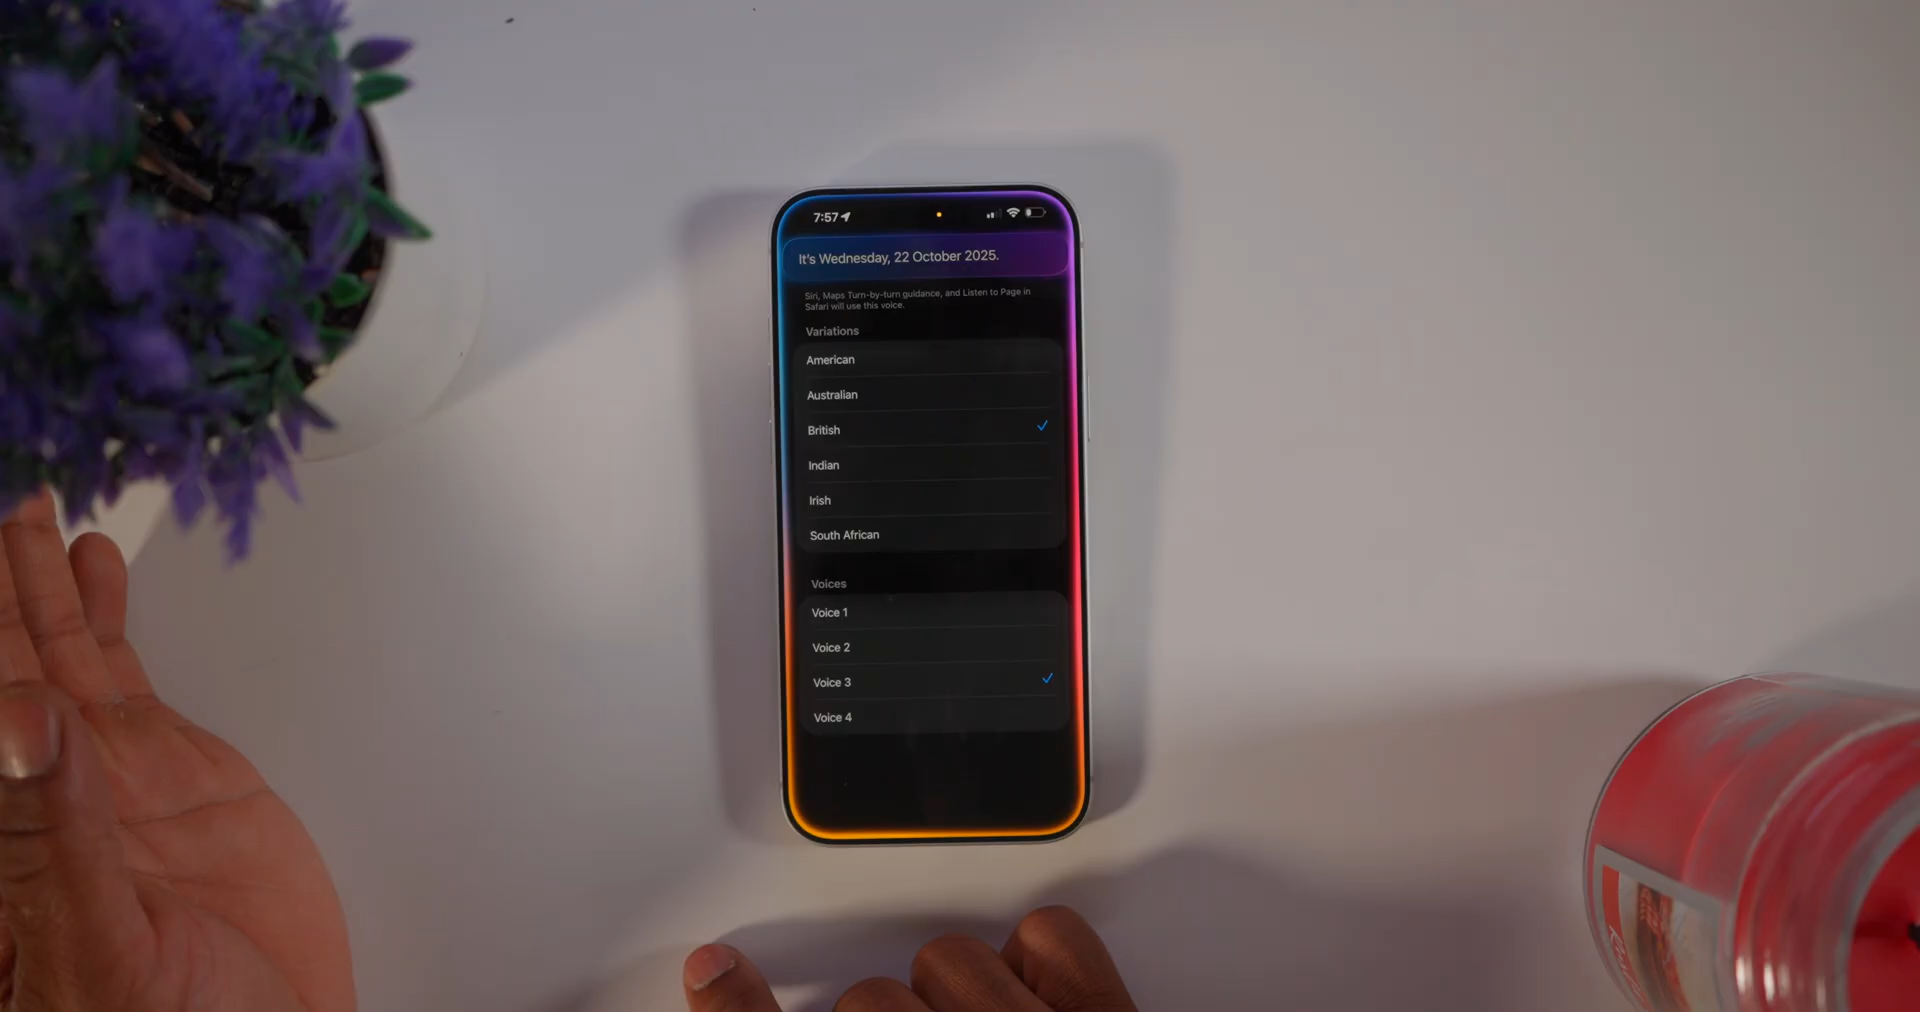 7:57
It's Wednesday, 22 October 2025.
Siri, Maps Turn-by-turn guidance, and Listen to Page in
Safari will use this voice.
Variations
American
Australian
British
Indian
Irish
South African
Voices
Voice 1
Voice 2
Voice 3
Voice 4